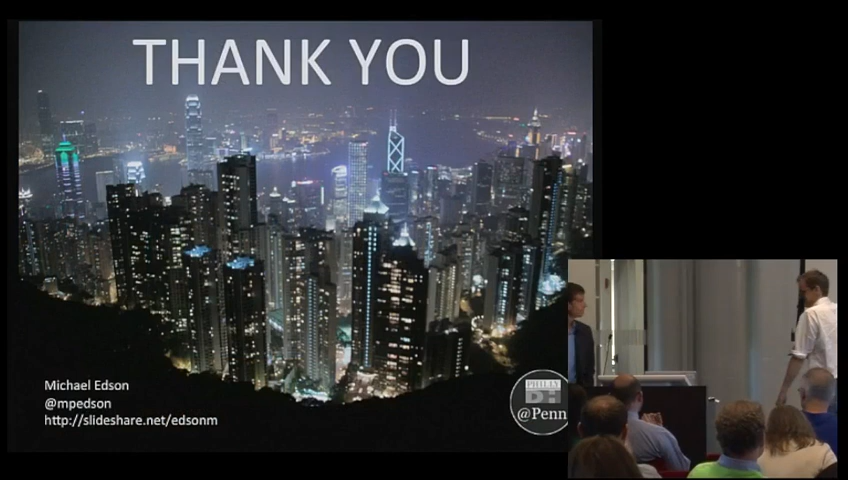 THANK YOU
Michael Edson
@mpedson
http://slideshare.net/edsonm
PHILLY
DH
@Penn